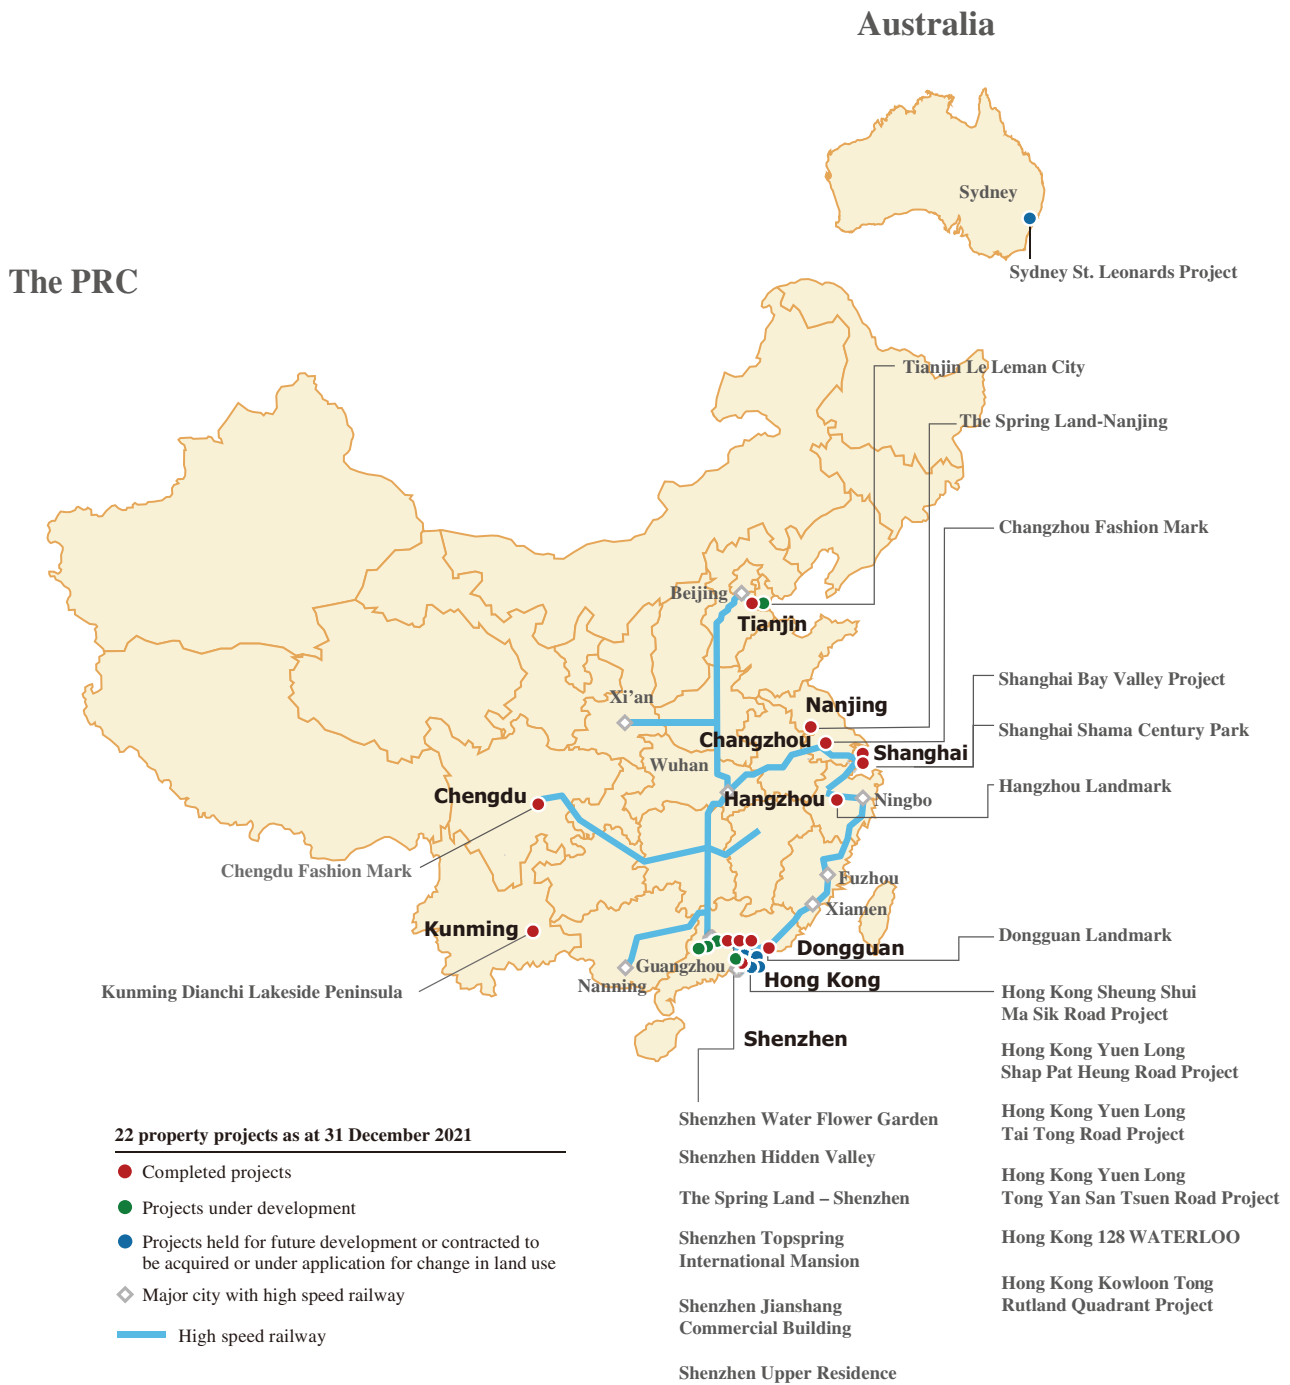 Australia
Sydney
Sydney St. Leonards Project
The PRC
Tianjin Le Leman City
The Spring Land-Nanjing
Changzhou Fashion Mark
Beijing
Tianjin
Shanghai Bay Valley Project
Xi’an
Nanjing
Shanghai Shama Century Park
Changzhou
Shanghai
Wuhan
Hangzhou Landmark
Chengdu
Hangzhou
Ningbo
Chengdu Fashion Mark
Fuzhou
Xiamen
Kunming
Dongguan Landmark
Dongguan
Guangzhou
Hong Kong
Nanning
Kunming Dianchi Lakeside Peninsula
Hong Kong Sheung Shui
Ma Sik Road Project
Shenzhen
Hong Kong Yuen Long
Shap Pat Heung Road Project
Hong Kong Yuen Long
Tai Tong Road Project
Hong Kong Yuen Long
Tong Yan San Tsuen Road Project
Hong Kong 128 WATERLOO
Hong Kong Kowloon Tong
Rutland Quadrant Project
Shenzhen Water Flower Garden
Shenzhen Hidden Valley
The Spring Land – Shenzhen
Shenzhen Topspring
International Mansion
Shenzhen Jianshang
Commercial Building
Shenzhen Upper Residence
22 property projects as at 31 December 2021
Completed projects
Projects under development
Projects held for future development or contracted to
be acquired or under application for change in land use
Major city with high speed railway
High speed railway